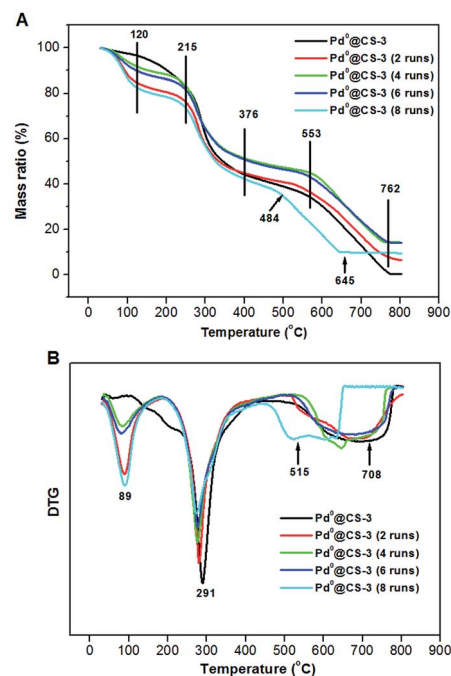 A
120
215
376
553
762
484
645
Pd⁰@CS-3
Pd⁰@CS-3 (2 runs)
Pd⁰@CS-3 (4 runs)
Pd⁰@CS-3 (6 runs)
Pd⁰@CS-3 (8 runs)
Mass ratio (%)
100
80
60
40
20
0
0 100 200 300 400 500 600 700 800 900
Temperature (°C)
B
DTG
89
291
515
708
Pd⁰@CS-3
Pd⁰@CS-3 (2 runs)
Pd⁰@CS-3 (4 runs)
Pd⁰@CS-3 (6 runs)
Pd⁰@CS-3 (8 runs)
0 100 200 300 400 500 600 700 800 900
Temperature (°C)